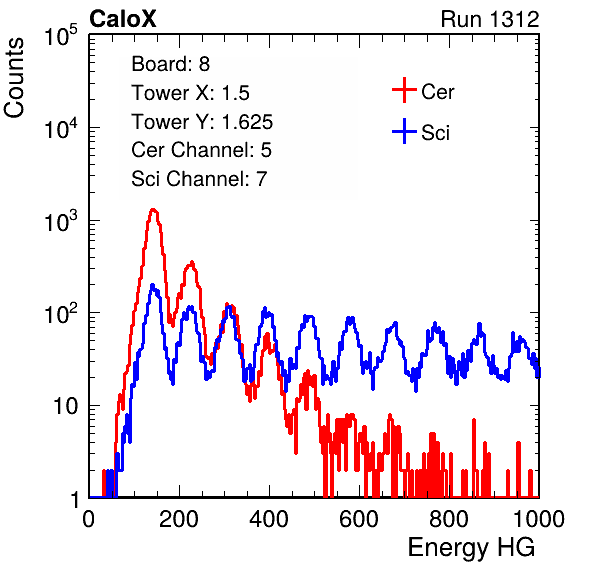 CaloX Run 1312
Counts
Board: 8
Tower X: 1.5
Tower Y: 1.625
Cer Channel: 5
Sci Channel: 7
Cer
Sci
10^5
10^4
10^3
10^2
10
1
0 200 400 600 800 1000
Energy HG